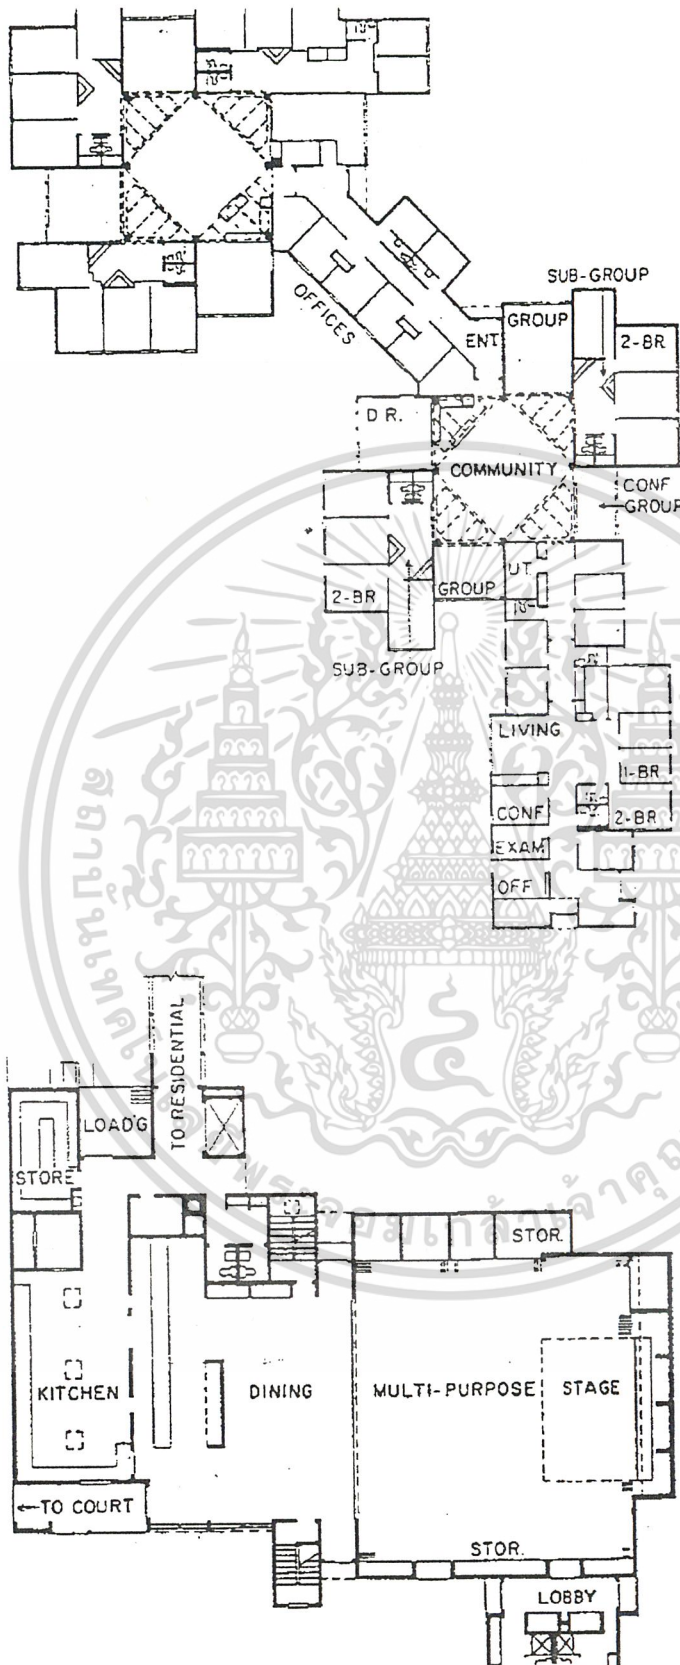 SUB-GROUP
OFFICES
ENT.
GROUP
2-BR
D R.
COMMUNITY
CONF
GROUP
UT.
GROUP
2-BR
SUB-GROUP
LIVING
1-BR
CONF
2-BR
EXAM
OFF
TO RESIDENTIAL
LOAD'G
STORE
STOR.
KITCHEN
DINING
MULTI-PURPOSE
STAGE
TO COURT
STOR.
LOBBY